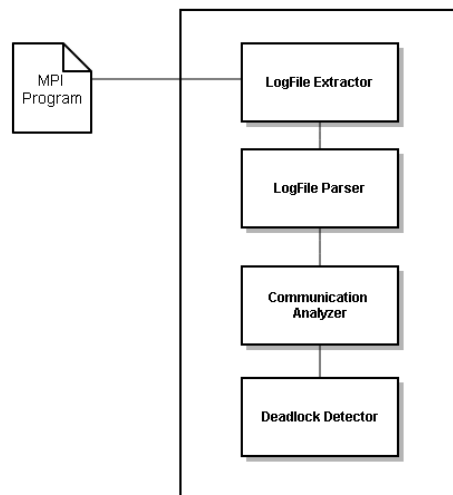 MPI
Program
LogFile Extractor
LogFile Parser
Communication
Analyzer
Deadlock Detector